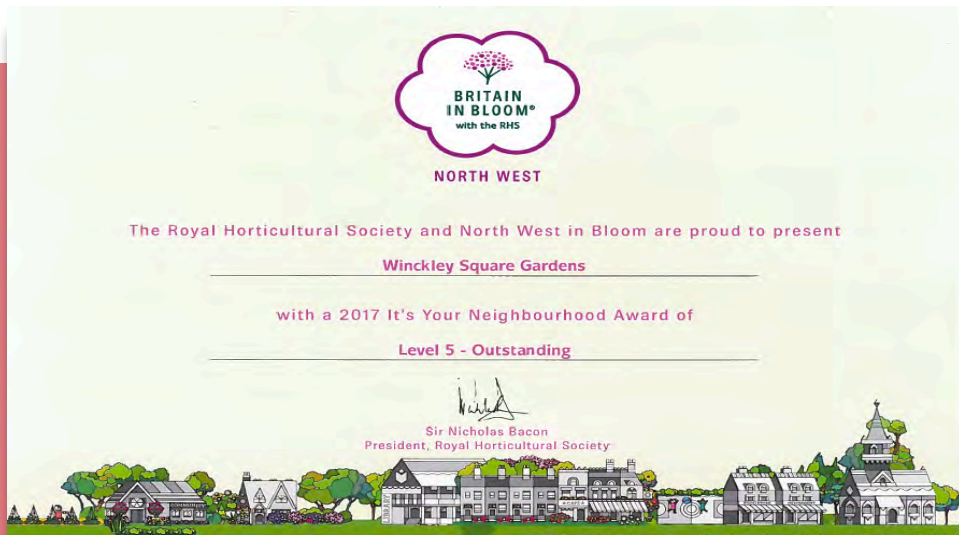 BRITAIN
IN BLOOM®
with the RHS
NORTH WEST
The Royal Horticultural Society and North West in Bloom are proud to present
Winckley Square Gardens
with a 2017 It's Your Neighbourhood Award of
Level 5 - Outstanding
Sir Nicholas Bacon
President, Royal Horticultural Society